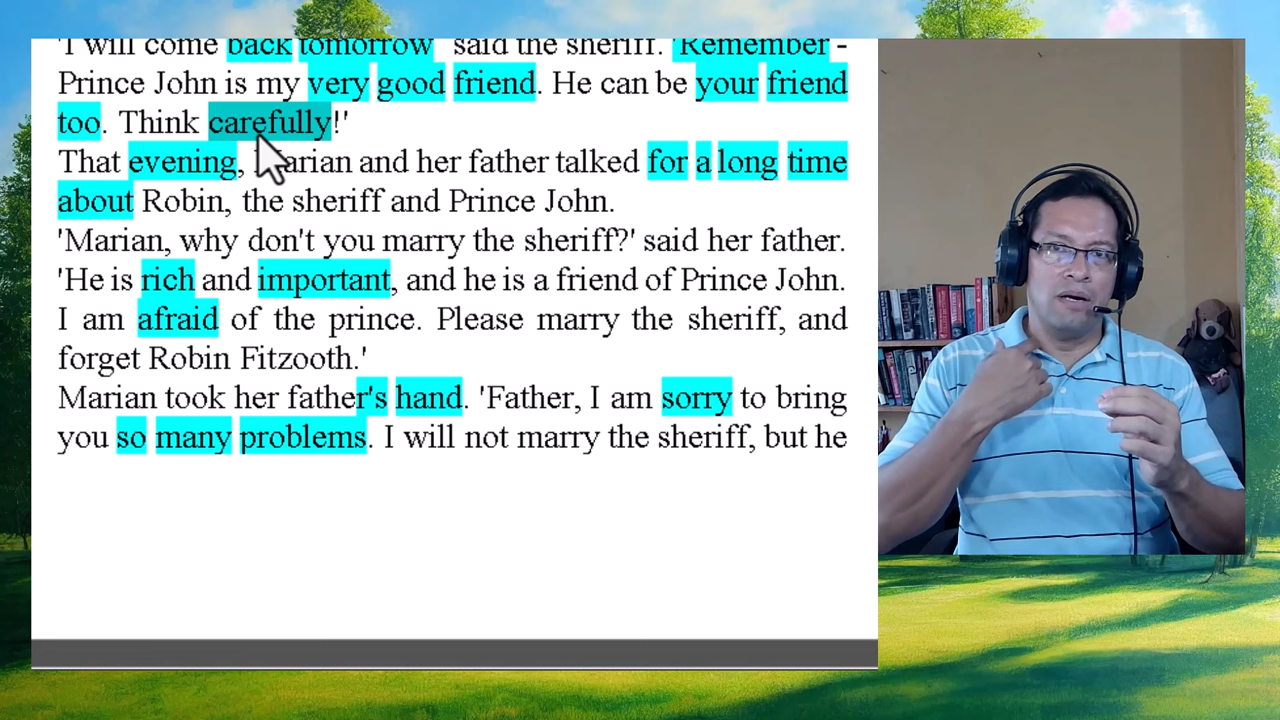 'I will come back tomorrow' said the sheriff. 'Remember -
Prince John is my very good friend. He can be your friend
too. Think carefully!'
That evening, Marian and her father talked for a long time
about Robin, the sheriff and Prince John.
'Marian, why don't you marry the sheriff?' said her father.
'He is rich and important, and he is a friend of Prince John.
I am afraid of the prince. Please marry the sheriff, and
forget Robin Fitzooth.'
Marian took her father's hand. 'Father, I am sorry to bring
you so many problems. I will not marry the sheriff, but he